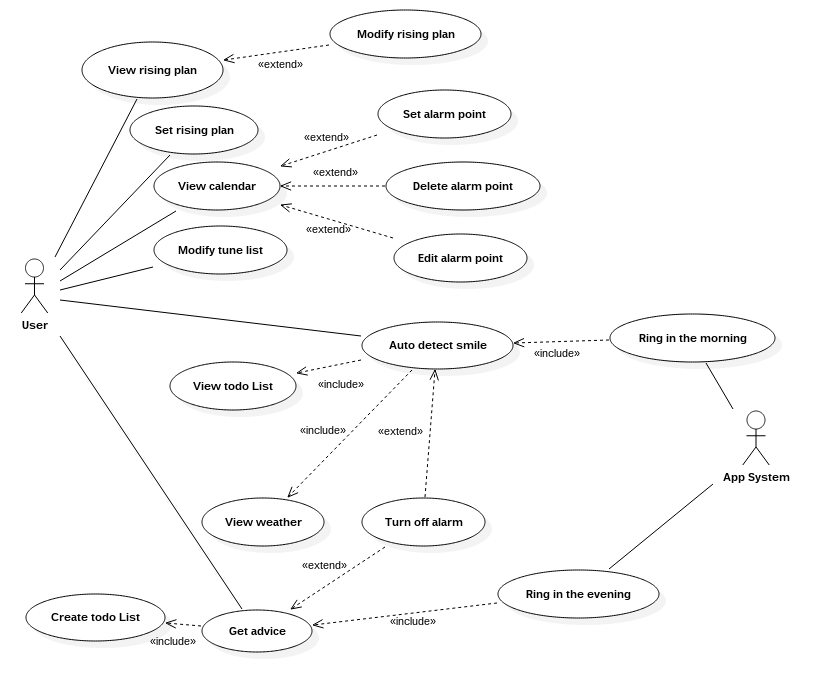 Modify rising plan
View rising plan
«extend»
Set alarm point
Set rising plan
«extend»
«extend»
View calendar
Delete alarm point
«extend»
Modify tune list
Edit alarm point
User
Ring in the morning
Auto detect smile
«include»
View todo List
«include»
«include»
«extend»
App System
View weather
Turn off alarm
«extend»
Ring in the evening
Create todo List
«include»
Get advice
«include»